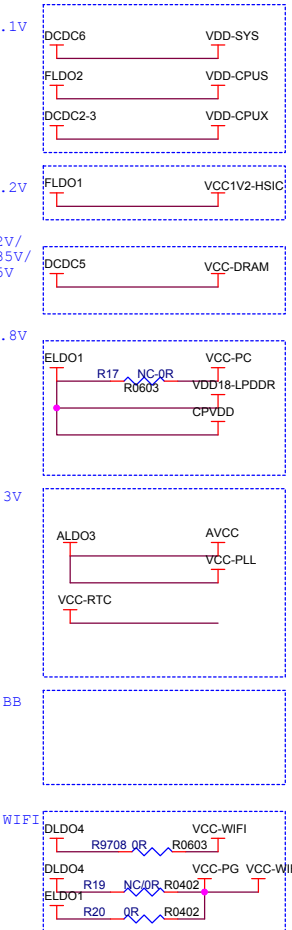 .1V
DCDC6 VDD-SYS
FLDO2 VDD-CPUS
DCDC2-3 VDD-CPUX
.2V
FLDO1 VCC1V2-HSIC
2V/
35V/
5V
DCDC5 VCC-DRAM
.8V
ELDO1 VCC-PC
R17 NC-0R
R0603
VDD18-LPDDR
CPVDD
3V
ALDO3 AVCC
VCC-PLL
VCC-RTC
BB
WIFI
DLDO4 VCC-WIFI
R9708 0R R0603
DLDO4 VCC-PG
R19 NC/0R R0402
ELDO1
R20 0R R0402